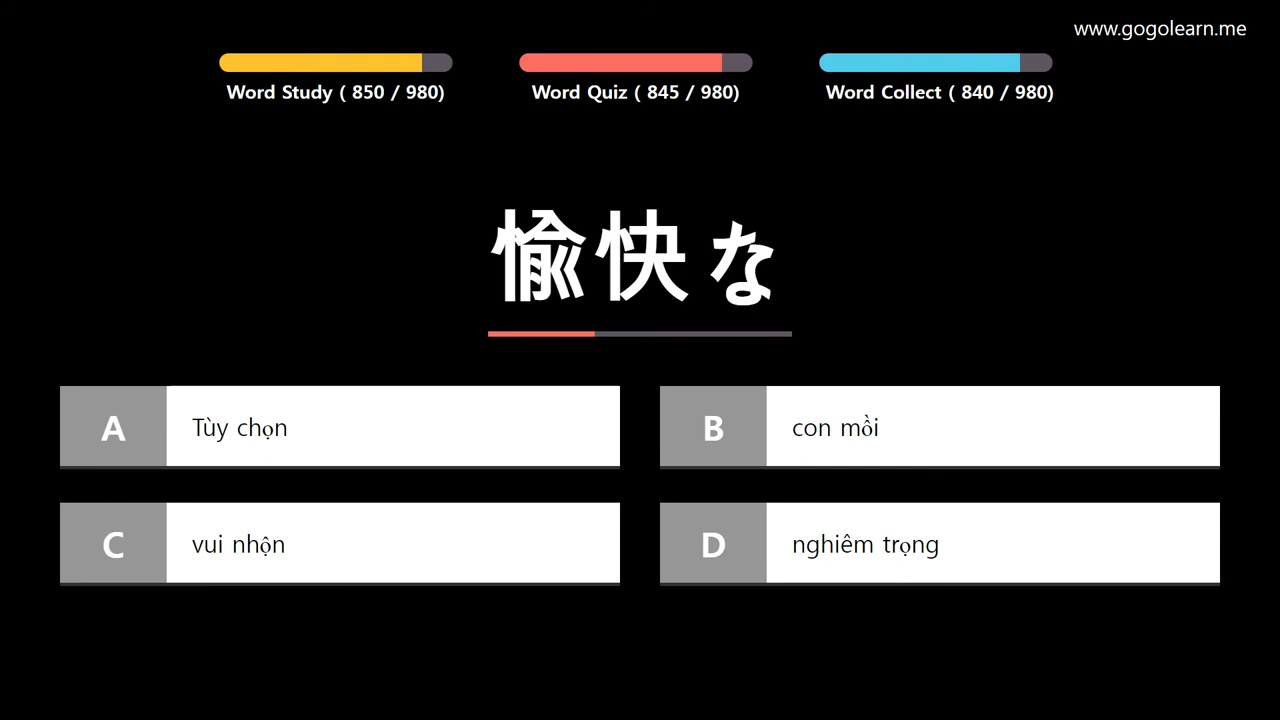 www.gogolearn.me
Word Study ( 850 / 980)
Word Quiz ( 845 / 980)
Word Collect ( 840 / 980)
愉快な
A Tùy chọn
B con mồi
C vui nhộn
D nghiêm trọng